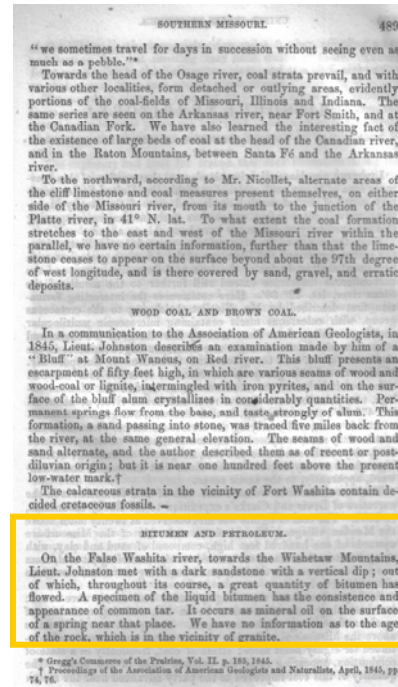 SOUTHERN MISSOURI. 489
"we sometimes travel for days in succession without seeing even as
much as a pebble."*
Towards the head of the Osage river, coal strata prevail, and with
various other localities, form detached or outlying areas, evidently
portions of the coal-fields of Missouri, Illinois and Indiana. The
same series are seen on the Arkansas river, near Fort Smith, and at
the Canadian Fork. We have also learned the interesting fact of
the existence of large beds of coal at the head of the Canadian river,
and in the Raton Mountains, between Santa Fé and the Arkansas
river.
To the northward, according to Mr. Nicollet, alternate areas of
the cliff limestone and coal measures present themselves, on either
side of the Missouri river, from its mouth to the junction of the
Platte river, in 41° N. lat. To what extent the coal formation
stretches to the east and west of the Missouri river within the
parallel, we have no certain information, further than that the lime-
stone ceases to appear on the surface beyond about the 97th degree
of west longitude, and is there covered by sand, gravel, and erratic
deposits.
WOOD COAL AND BROWN COAL.
In a communication to the Association of American Geologists, in
1845, Lieut. Johnston describes an examination made by him of a
"Bluff" at Mount Waneus, on Red river. This bluff presents an
escarpment of fifty feet high, in which are various seams of wood and
wood-coal or lignite, intermingled with iron pyrites, and on the sur-
face of the bluff alum crystallizes in considerably quantities. Per-
manent springs flow from the base, and taste strongly of alum. This
formation, a sand passing into stone, was traced five miles back from
the river, at the same general elevation. The seams of wood and
sand alternate, and the author described them as of recent or post-
diluvian origin; but it is near one hundred feet above the present
low-water mark.†
The calcareous strata in the vicinity of Fort Washita contain de-
cided cretaceous fossils.
BITUMEN AND PETROLEUM.
On the False Washita river, towards the Wishetaw Mountains,
Lieut. Johnston met with a dark sandstone with a vertical dip; out
of which, throughout its course, a great quantity of bitumen has
flowed. A specimen of the liquid bitumen has the consistence and
appearance of common tar. It occurs as mineral oil on the surface
of a spring near that place. We have no information as to the age
of the rock, which is in the vicinity of granite.
* Gregg's Commerce of the Prairies, Vol. II. p. 185, 1845.
† Proceedings of the Association of American Geologists and Naturalists, April, 1845, pp
74, 76.